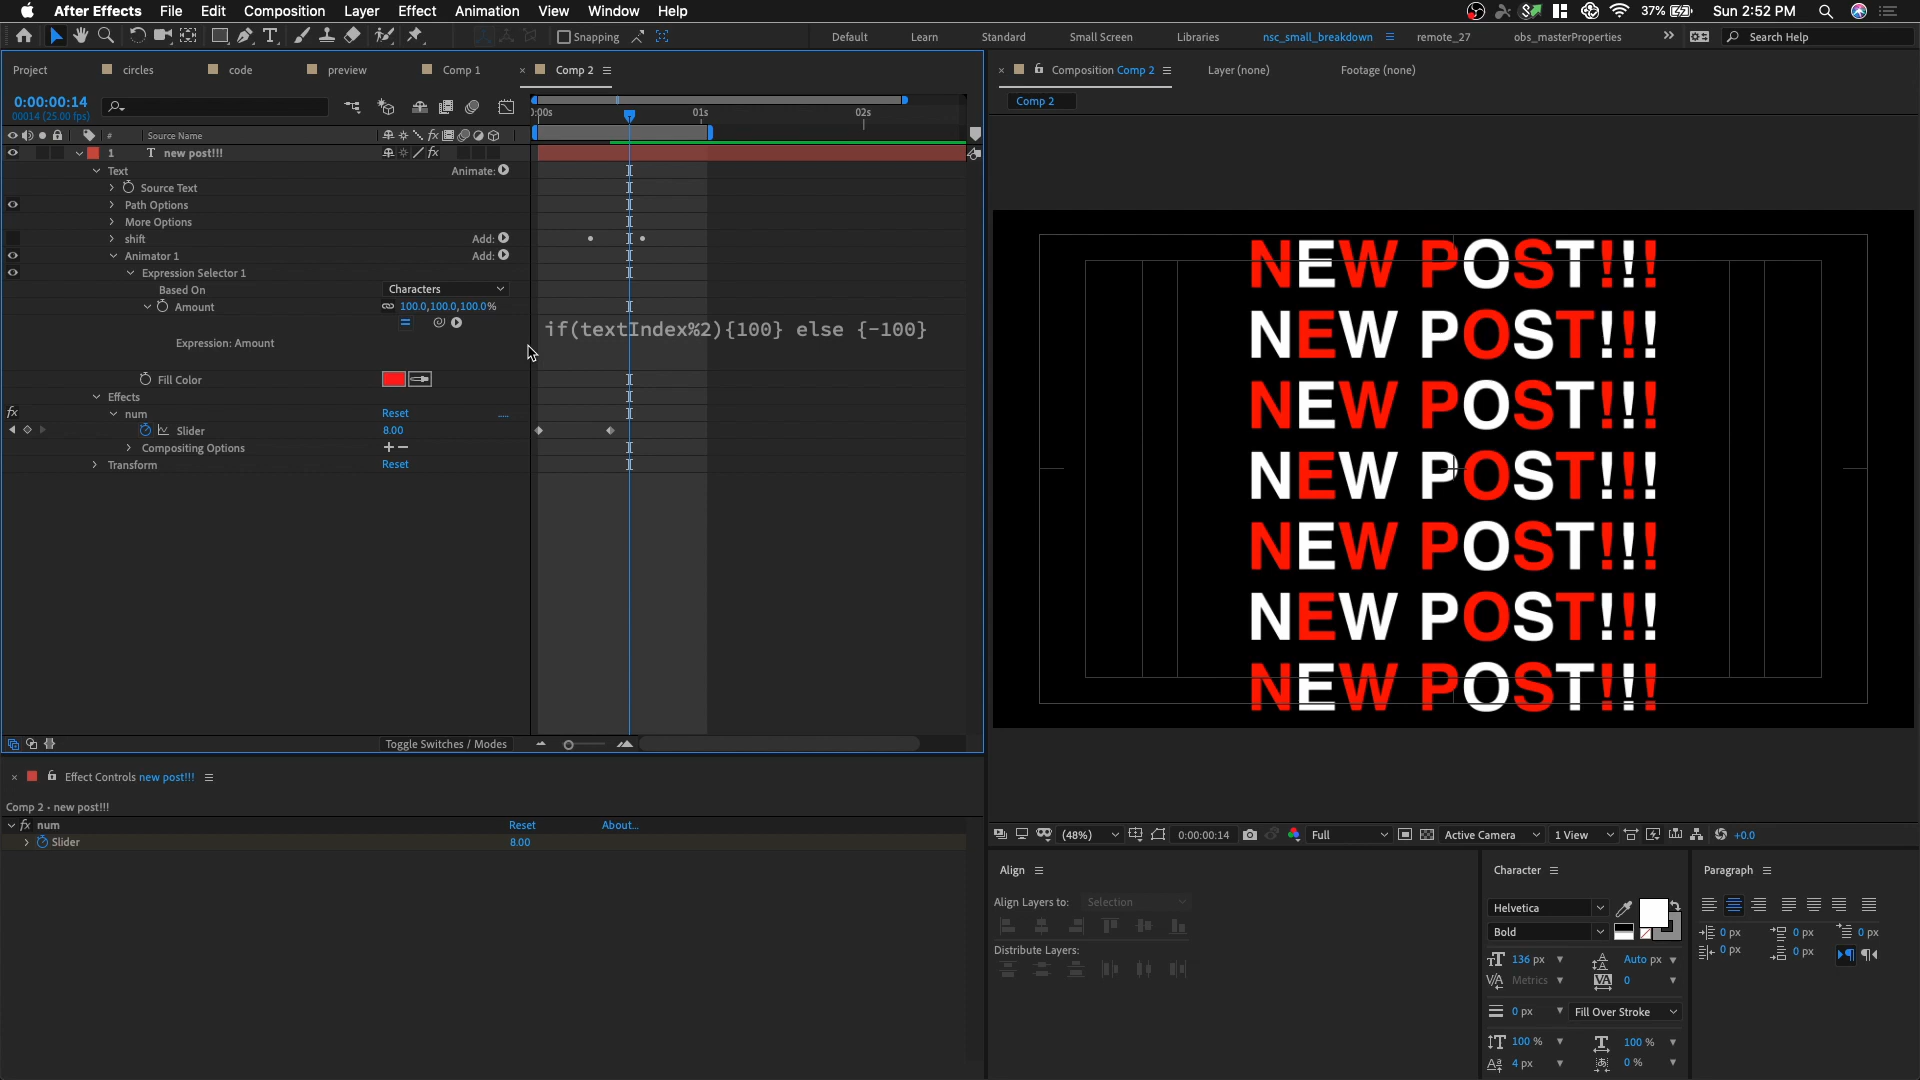 After Effects File Edit Composition Layer Effect Animation View Window Help 37% Sun 2:52 PM
Snapping Default Learn Standard Small Screen Libraries nsc_small_breakdown remote_27 obs_masterProperties Search Help
Project circles code preview Comp 1 Comp 2
Composition Comp 2 Layer (none) Footage (none)
0:00:00:14
00014 (25.00 fps)
Comp 2
:00s 01s 02s
# Source Name
1 T new post!!!
Text Animate:
Source Text
Path Options
More Options
shift Add:
Animator 1 Add:
Expression Selector 1
Based On Characters
Amount 100.0,100.0,100.0%
if(textIndex%2){100} else {-100}
Expression: Amount
Fill Color
Effects
fx num Reset
Slider 8.00
Compositing Options
Transform Reset
NEW POST!!!
NEW POST!!!
NEW POST!!!
NEW POST!!!
NEW POST!!!
NEW POST!!!
NEW POST!!!
Toggle Switches / Modes
Effect Controls new post!!!
Comp 2 • new post!!!
fx num Reset About...
Slider 8.00
(48%) 0:00:00:14 Full Active Camera 1 View +0.0
Align
Align Layers to: Selection
Distribute Layers:
Character
Helvetica
Bold
136 px Auto px
Metrics 0
0 px Fill Over Stroke
100 % 100 %
4 px 0 %
Paragraph
0 px 0 px 0 px
0 px 0 px